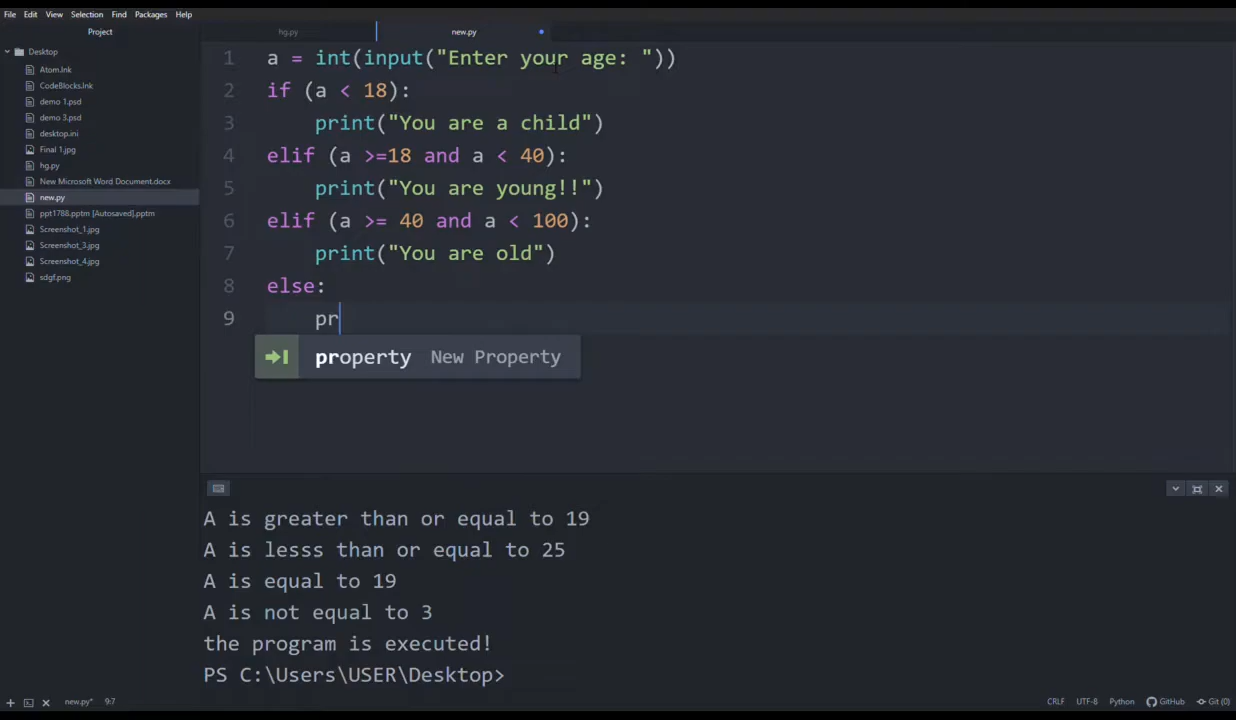 File Edit View Selection Find Packages Help
Project
hg.py
new.py
Desktop
Atom.lnk
CodeBlocks.lnk
demo 1.psd
demo 3.psd
desktop.ini
Final 1.jpg
hg.py
New Microsoft Word Document.docx
new.py
ppt1788.pptm [Autosaved].pptm
Screenshot_1.jpg
Screenshot_3.jpg
Screenshot_4.jpg
sdgf.png
1 a = int(input("Enter your age: "))
2 if (a < 18):
3 print("You are a child")
4 elif (a >=18 and a < 40):
5 print("You are young!!")
6 elif (a >= 40 and a < 100):
7 print("You are old")
8 else:
9 pr
property New Property
A is greater than or equal to 19
A is lesss than or equal to 25
A is equal to 19
A is not equal to 3
the program is executed!
PS C:\Users\USER\Desktop>
new.py* 9:7 CRLF UTF-8 Python GitHub Git (0)